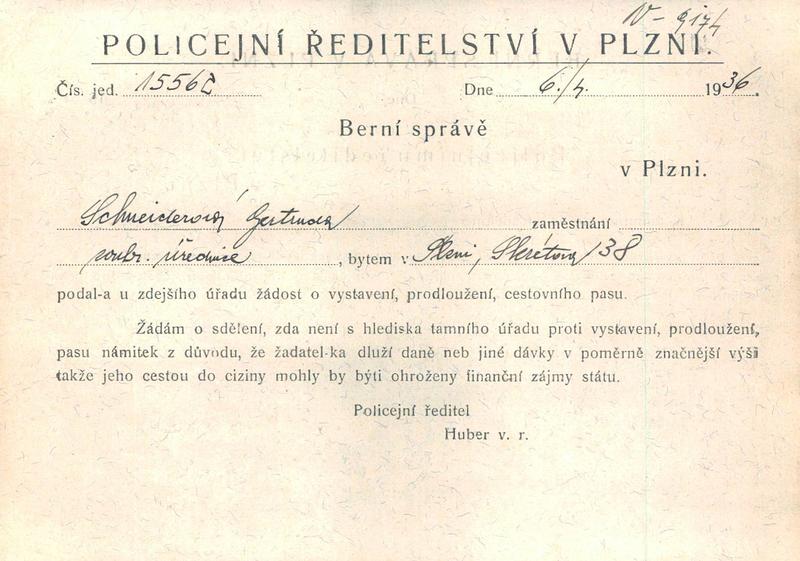 V - 9174
POLICEJNÍ ŘEDITELSTVÍ V PLZNI.
Čís. jed. 1556 Dne 6./4. 1936.
Berní správě
v Plzni.
Schneiderová Gertruda zaměstnání
soukr. úřednice, bytem v Plzni, Škrétova 38
podal-a u zdejšího úřadu žádost o vystavení, prodloužení, cestovního pasu.
Žádám o sdělení, zda není s hlediska tamního úřadu proti vystavení, prodloužení,
pasu námitek z důvodu, že žadatel-ka dluží daně neb jiné dávky v poměrně značnější výši
takže jeho cestou do ciziny mohly by býti ohroženy finanční zájmy státu.
Policejní ředitel
Huber v. r.